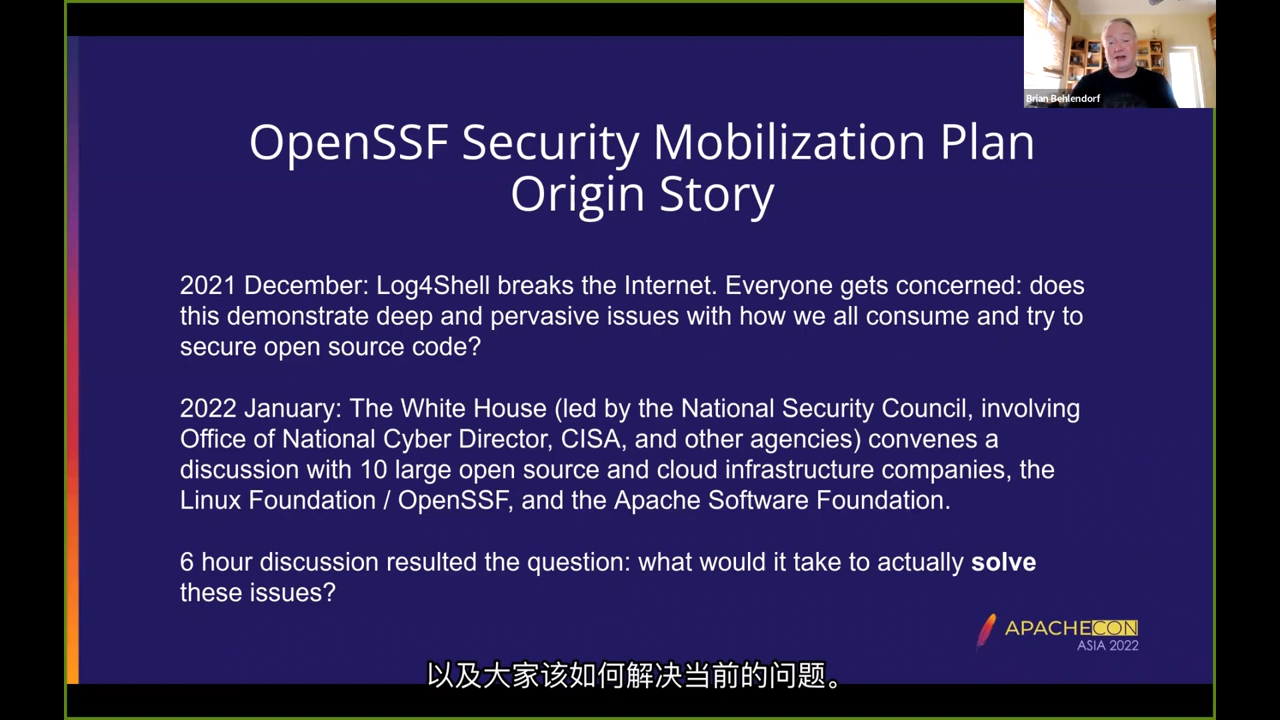 Brian Behlendorf
OpenSSF Security Mobilization Plan
Origin Story
2021 December: Log4Shell breaks the Internet. Everyone gets concerned: does
this demonstrate deep and pervasive issues with how we all consume and try to
secure open source code?
2022 January: The White House (led by the National Security Council, involving
Office of National Cyber Director, CISA, and other agencies) convenes a
discussion with 10 large open source and cloud infrastructure companies, the
Linux Foundation / OpenSSF, and the Apache Software Foundation.
6 hour discussion resulted the question: what would it take to actually solve
these issues?
APACHECON
ASIA 2022
以及大家该如何解决当前的问题。